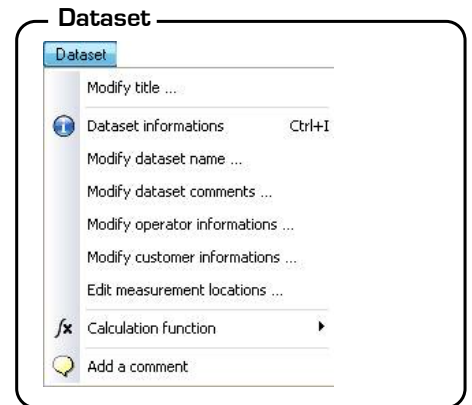 Dataset
Dataset
Modify title ...
Dataset informations Ctrl+I
Modify dataset name ...
Modify dataset comments ...
Modify operator informations ...
Modify customer informations ...
Edit measurement locations ...
fx Calculation function
Add a comment